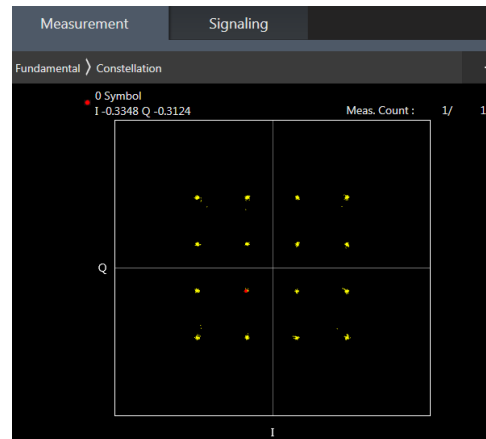 Measurement Signaling
Fundamental 〉 Constellation
0 Symbol
I -0.3348 Q -0.3124 Meas. Count : 1/ 1
Q
I